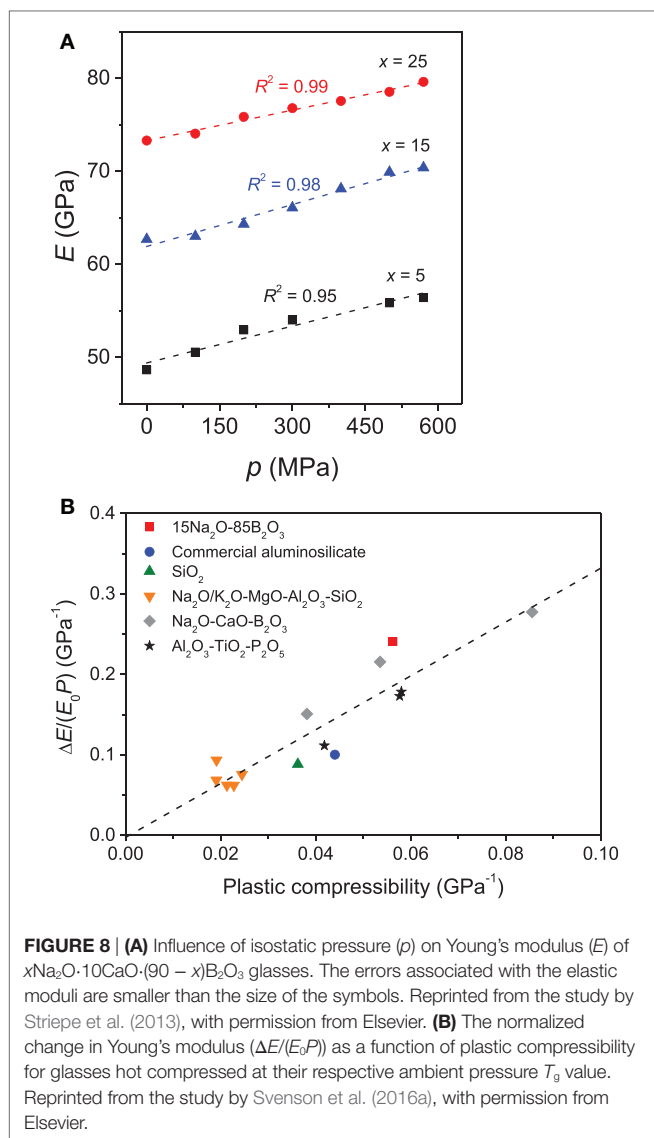 A
80
70
60
50
E (GPa)
x = 25
R² = 0.99
x = 15
R² = 0.98
x = 5
R² = 0.95
0 150 300 450 600
p (MPa)
B
0.4
0.3
0.2
0.1
0.0
ΔE/(E₀P) (GPa⁻¹)
15Na₂O-85B₂O₃
Commercial aluminosilicate
SiO₂
Na₂O/K₂O-MgO-Al₂O₃-SiO₂
Na₂O-CaO-B₂O₃
Al₂O₃-TiO₂-P₂O₅
0.00 0.02 0.04 0.06 0.08 0.10
Plastic compressibility (GPa⁻¹)
FIGURE 8 | (A) Influence of isostatic pressure (p) on Young’s modulus (E) of
xNa₂O·10CaO·(90 − x)B₂O₃ glasses. The errors associated with the elastic
moduli are smaller than the size of the symbols. Reprinted from the study by
Striepe et al. (2013), with permission from Elsevier. (B) The normalized
change in Young’s modulus (ΔE/(E₀P)) as a function of plastic compressibility
for glasses hot compressed at their respective ambient pressure Tg value.
Reprinted from the study by Svenson et al. (2016a), with permission from
Elsevier.